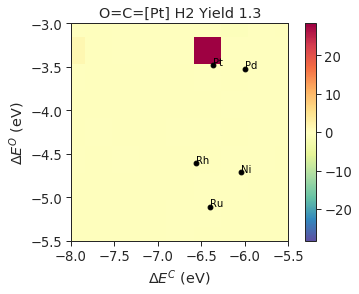 O=C=[Pt] H2 Yield 1.3
−3.0
−3.5
−4.0
−4.5
−5.0
−5.5
ΔE^O (eV)
Pt
Pd
Rh
Ni
Ru
−8.0 −7.5 −7.0 −6.5 −6.0 −5.5
ΔE^C (eV)
20
10
0
−10
−20